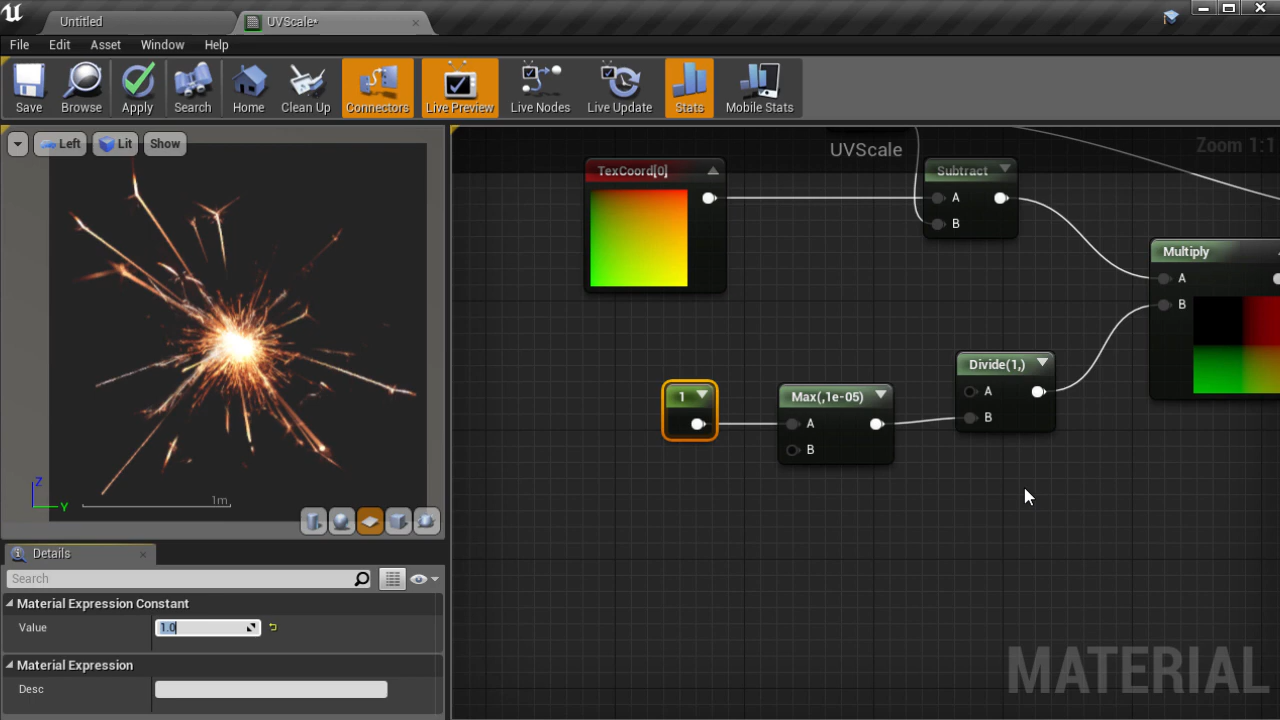 Untitled
UVScale*
File Edit Asset Window Help
Save Browse Apply Search Home Clean Up Connectors Live Preview Live Nodes Live Update Stats Mobile Stats
Left Lit Show
UVScale
Zoom 1:1
TexCoord[0]
Subtract
A
B
Multiply
A
B
Divide(1,)
A
B
1
Max(,1e-05)
A
B
Z
Y
1m
Details
Search
Material Expression Constant
Value 1.0
Material Expression
Desc
MATERIAL